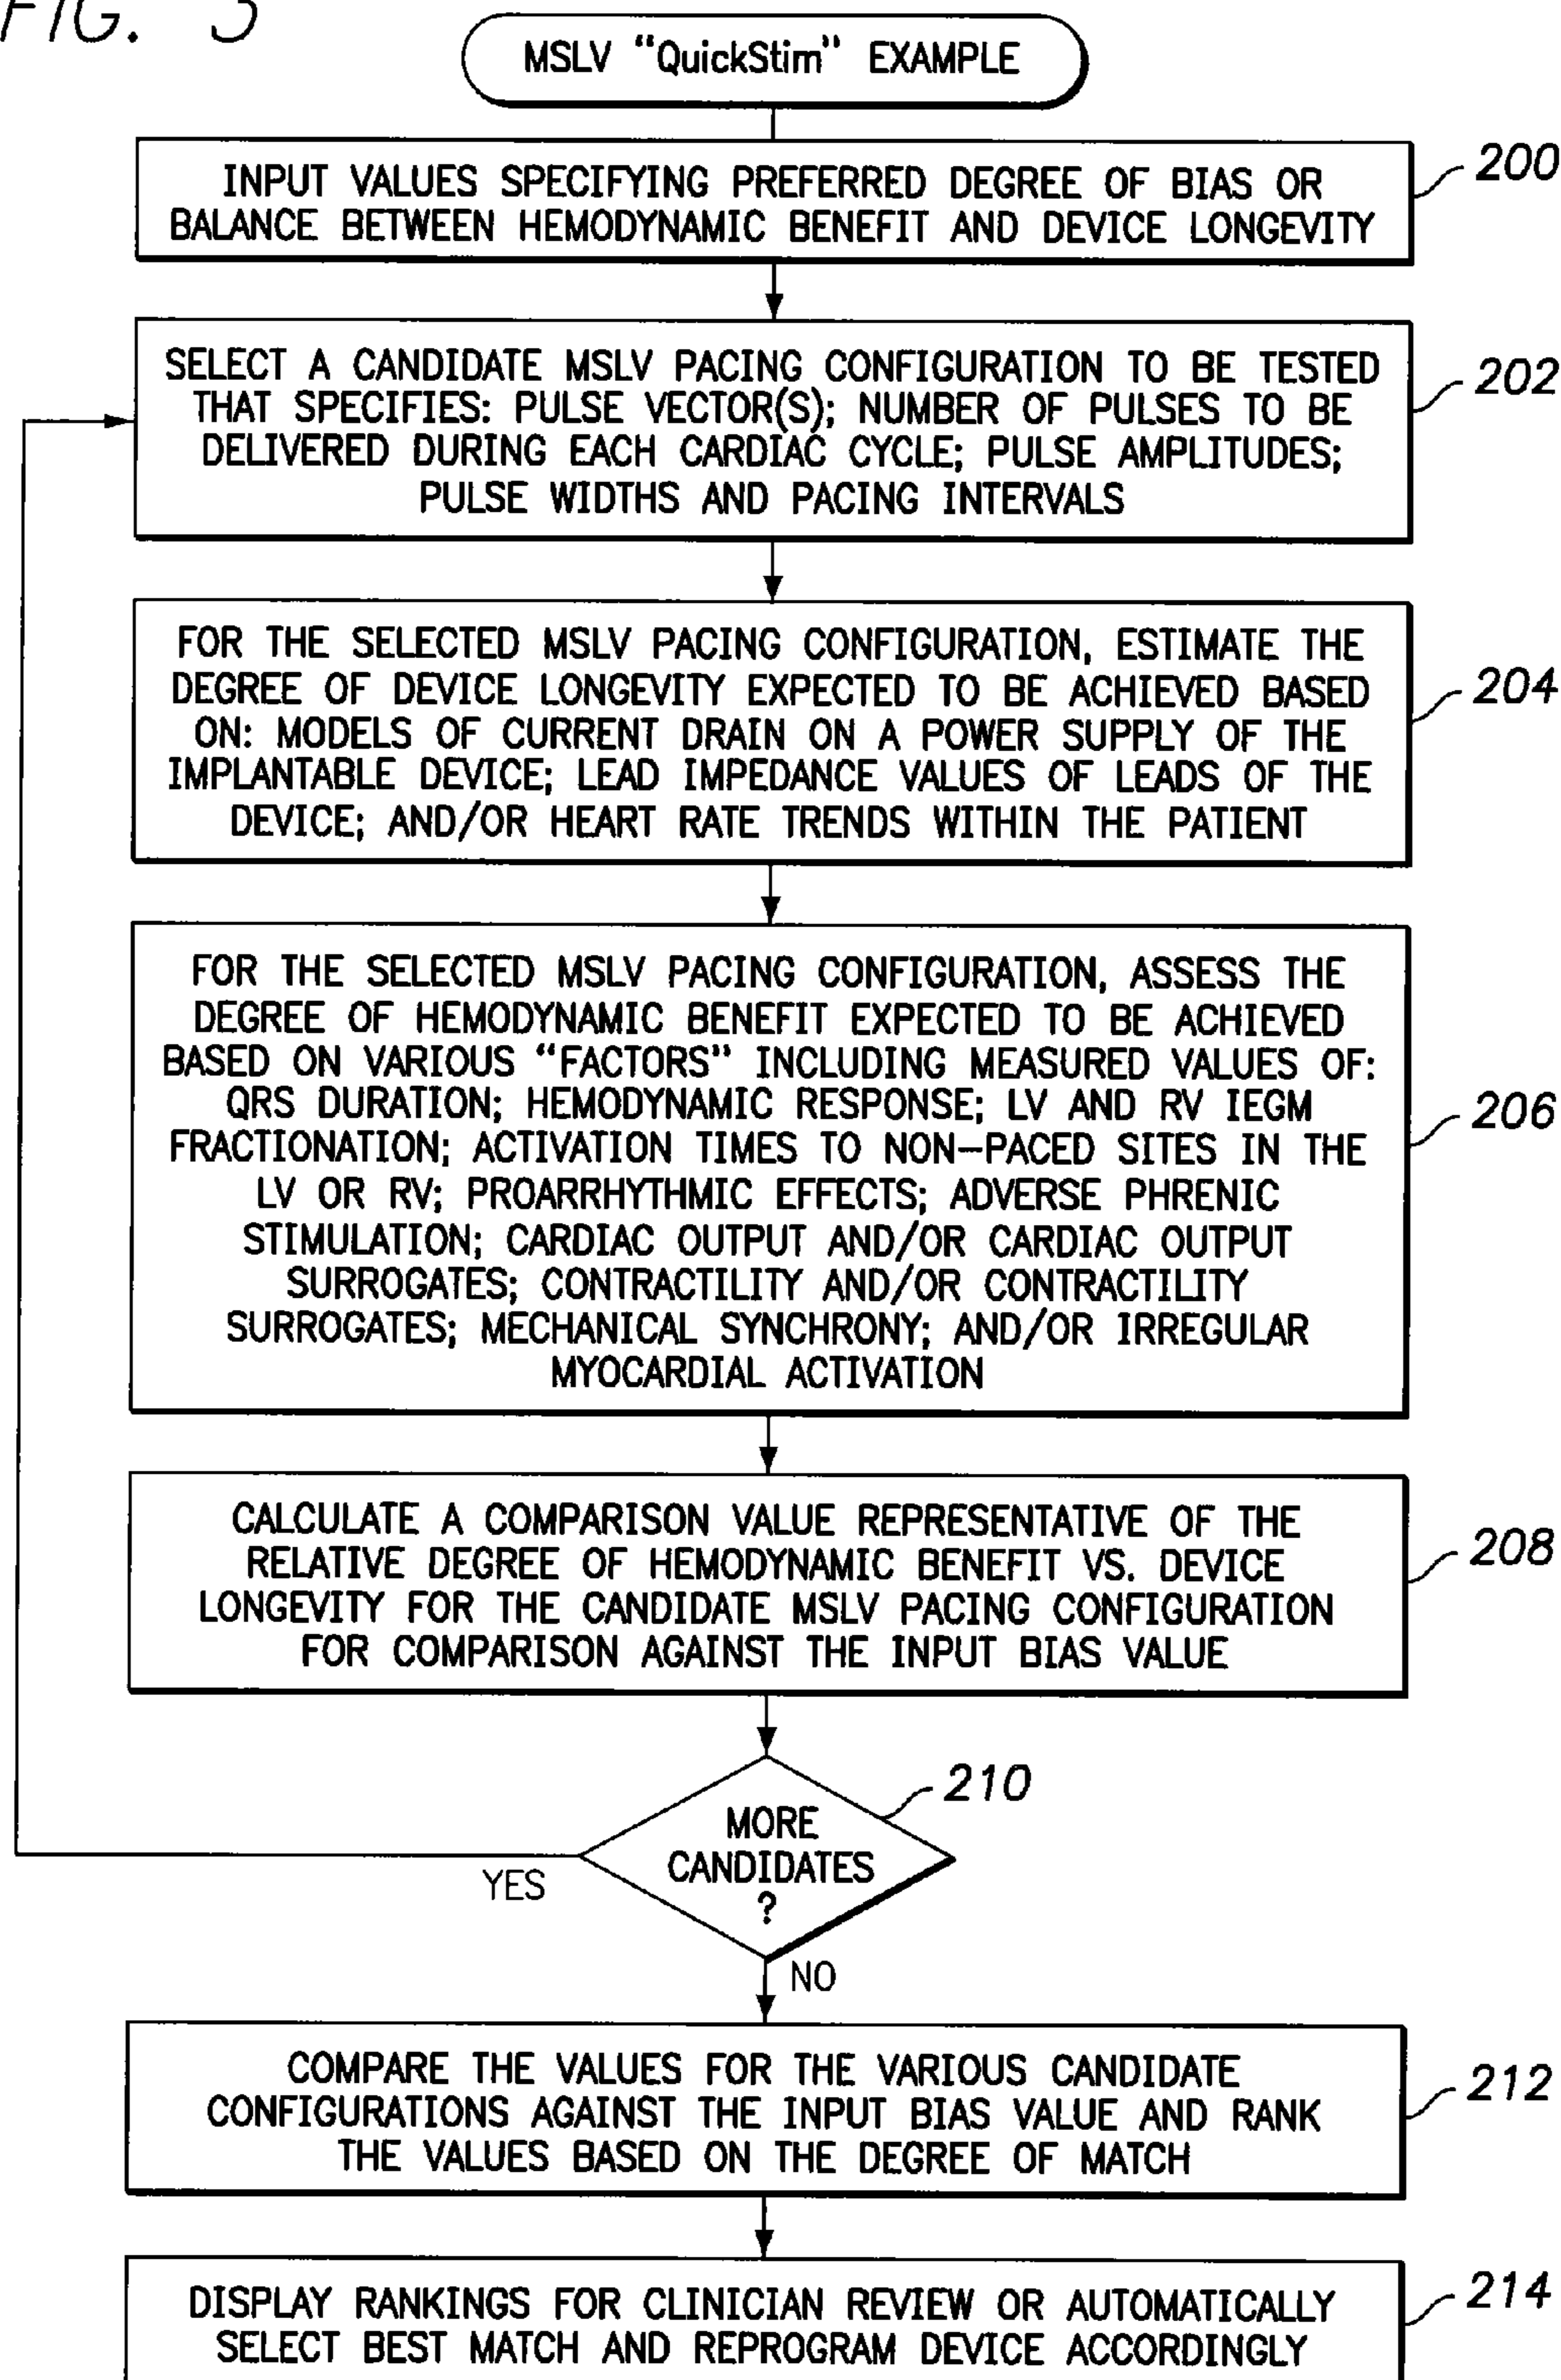 FIG. 3
MSLV “QuickStim” EXAMPLE
INPUT VALUES SPECIFYING PREFERRED DEGREE OF BIAS OR
BALANCE BETWEEN HEMODYNAMIC BENEFIT AND DEVICE LONGEVITY
200
SELECT A CANDIDATE MSLV PACING CONFIGURATION TO BE TESTED
THAT SPECIFIES: PULSE VECTOR(S); NUMBER OF PULSES TO BE
DELIVERED DURING EACH CARDIAC CYCLE; PULSE AMPLITUDES;
PULSE WIDTHS AND PACING INTERVALS
202
FOR THE SELECTED MSLV PACING CONFIGURATION, ESTIMATE THE
DEGREE OF DEVICE LONGEVITY EXPECTED TO BE ACHIEVED BASED
ON: MODELS OF CURRENT DRAIN ON A POWER SUPPLY OF THE
IMPLANTABLE DEVICE; LEAD IMPEDANCE VALUES OF LEADS OF THE
DEVICE; AND/OR HEART RATE TRENDS WITHIN THE PATIENT
204
FOR THE SELECTED MSLV PACING CONFIGURATION, ASSESS THE
DEGREE OF HEMODYNAMIC BENEFIT EXPECTED TO BE ACHIEVED
BASED ON VARIOUS “FACTORS” INCLUDING MEASURED VALUES OF:
QRS DURATION; HEMODYNAMIC RESPONSE; LV AND RV IEGM
FRACTIONATION; ACTIVATION TIMES TO NON-PACED SITES IN THE
LV OR RV; PROARRHYTHMIC EFFECTS; ADVERSE PHRENIC
STIMULATION; CARDIAC OUTPUT AND/OR CARDIAC OUTPUT
SURROGATES; CONTRACTILITY AND/OR CONTRACTILITY
SURROGATES; MECHANICAL SYNCHRONY; AND/OR IRREGULAR
MYOCARDIAL ACTIVATION
206
CALCULATE A COMPARISON VALUE REPRESENTATIVE OF THE
RELATIVE DEGREE OF HEMODYNAMIC BENEFIT VS. DEVICE
LONGEVITY FOR THE CANDIDATE MSLV PACING CONFIGURATION
FOR COMPARISON AGAINST THE INPUT BIAS VALUE
208
MORE
CANDIDATES
?
210
YES
NO
COMPARE THE VALUES FOR THE VARIOUS CANDIDATE
CONFIGURATIONS AGAINST THE INPUT BIAS VALUE AND RANK
THE VALUES BASED ON THE DEGREE OF MATCH
212
DISPLAY RANKINGS FOR CLINICIAN REVIEW OR AUTOMATICALLY
SELECT BEST MATCH AND REPROGRAM DEVICE ACCORDINGLY
214